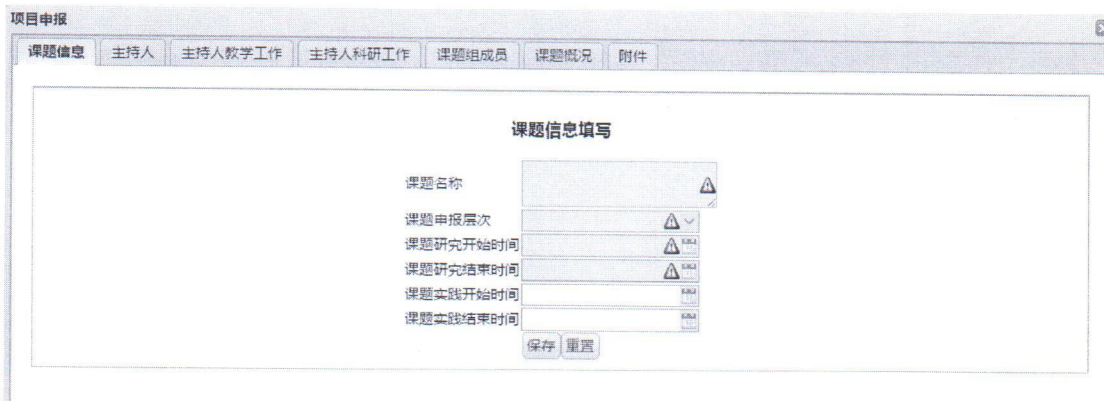 项目申报
课题信息 主持人 主持人教学工作 主持人科研工作 课题组成员 课题概况 附件
课题信息填写
课题名称
课题申报层次
课题研究开始时间
课题研究结束时间
课题实践开始时间
课题实践结束时间
保存 重置